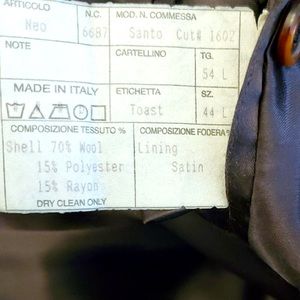 ARTICOLO N.C. MOD. N. COMMESSA
Neo 6687 Santo Cut# 1602
NOTE CARTELLINO TG.
54 L
MADE IN ITALY ETICHETTA SZ.
Toast 44 L
COMPOSIZIONE TESSUTO % COMPOSIZIONE FODERA %
Shell 70% Wool Lining
15% Polyester Satin
15% Rayon
DRY CLEAN ONLY